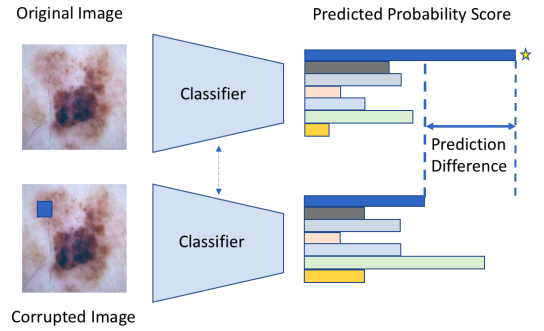 Original Image
Predicted Probability Score
Classifier
Prediction
Difference
Classifier
Corrupted Image